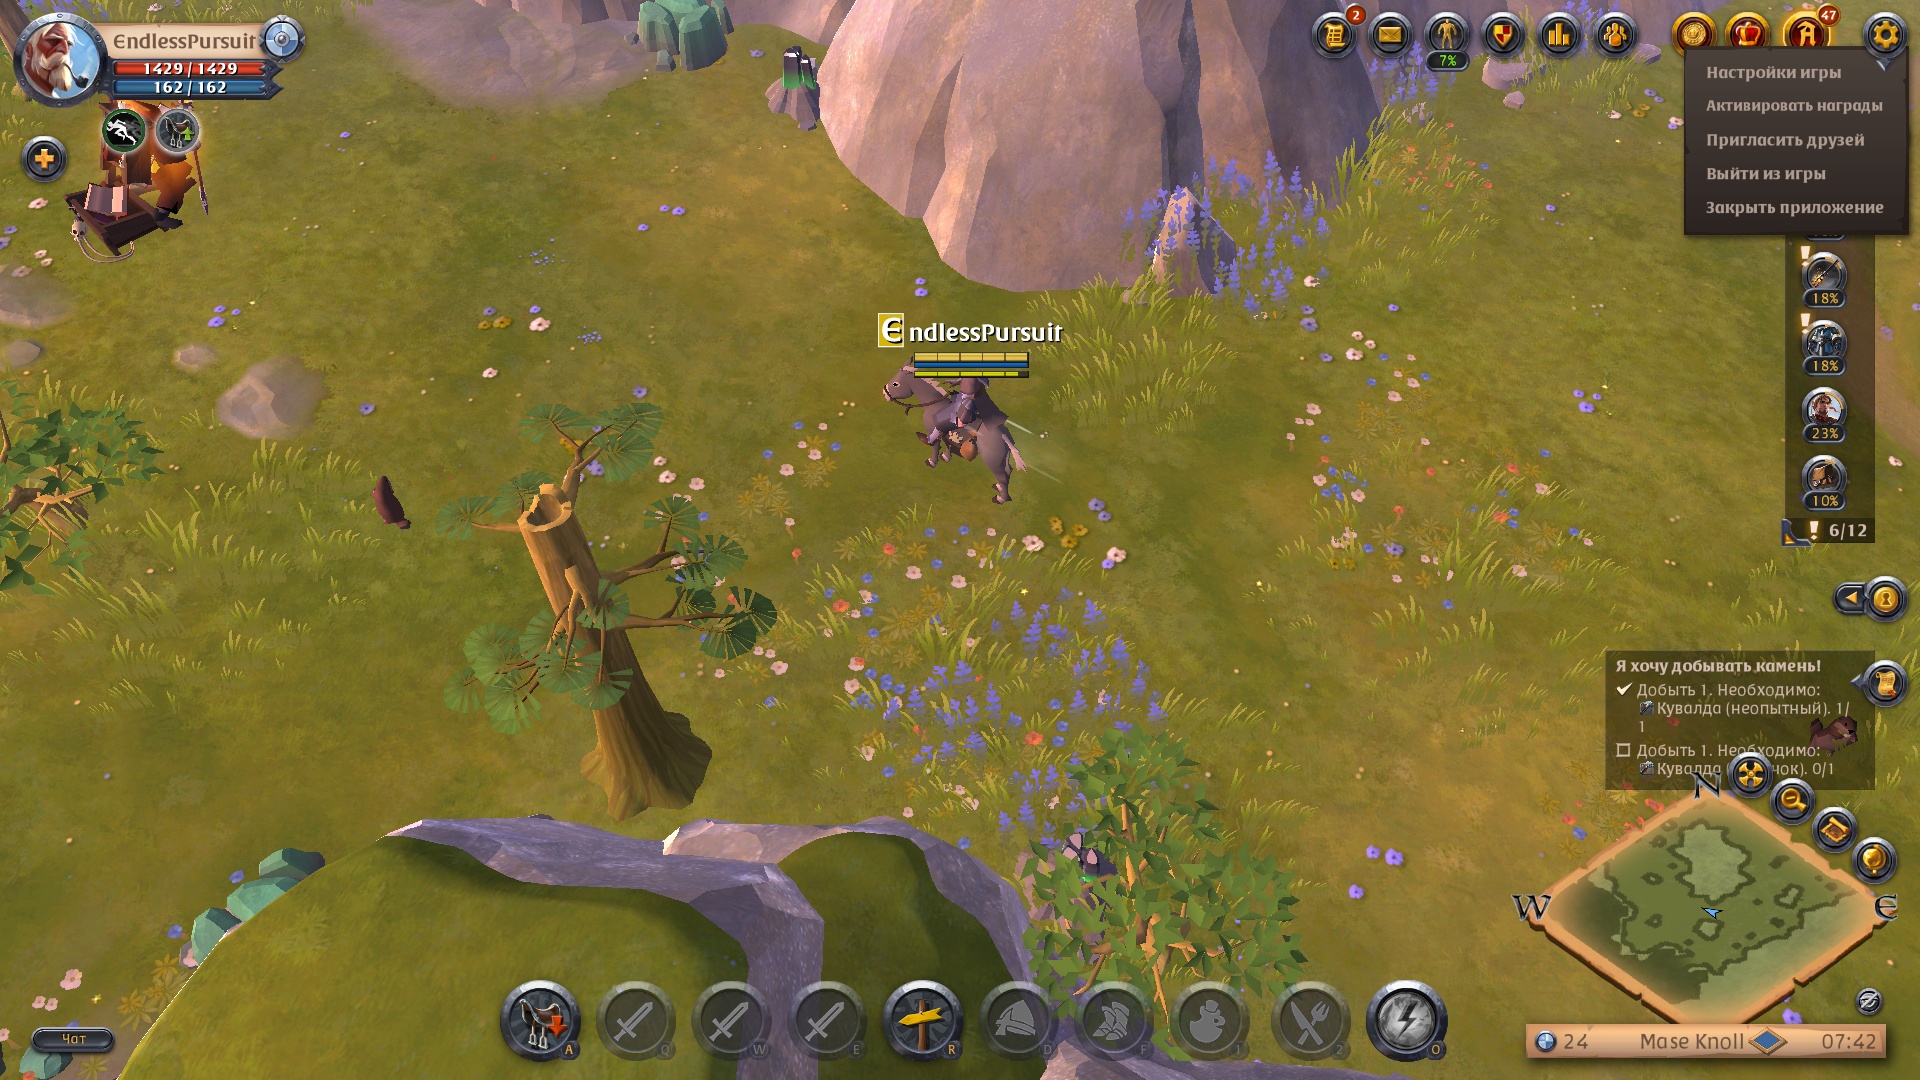 EndlessPursuit
1429 / 1429
162 / 162
2
7%
47
Настройки игры
Активировать награды
Пригласить друзей
Выйти из игры
Закрыть приложение
18%
18%
23%
10%
6/12
EndlessPursuit
Я хочу добывать камень!
Добыть 1. Необходимо:
Кувалда (неопытный). 1/
1
Добыть 1. Необходимо:
Кувалда 0/1
N
W
E
Чат
A
Q
W
E
R
D
F
1
2
O
24 Mase Knoll 07:42